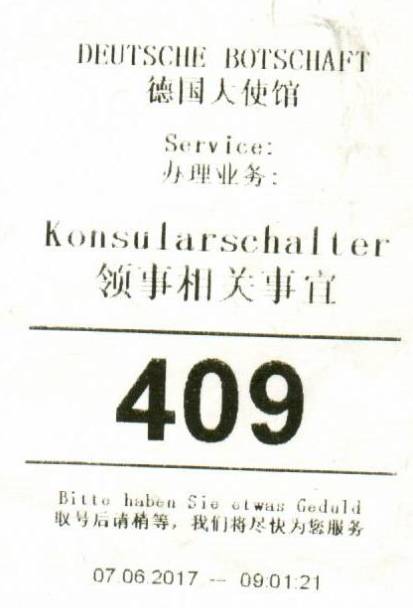 DEUTSCHE BOTSCHAFT
德国大使馆
Service:
办理业务:
Konsularschalter
领事相关事宜
409
Bitte haben Sie etwas Geduld
取号后请稍等，我们将尽快为您服务
07.06.2017 -- 09:01:21